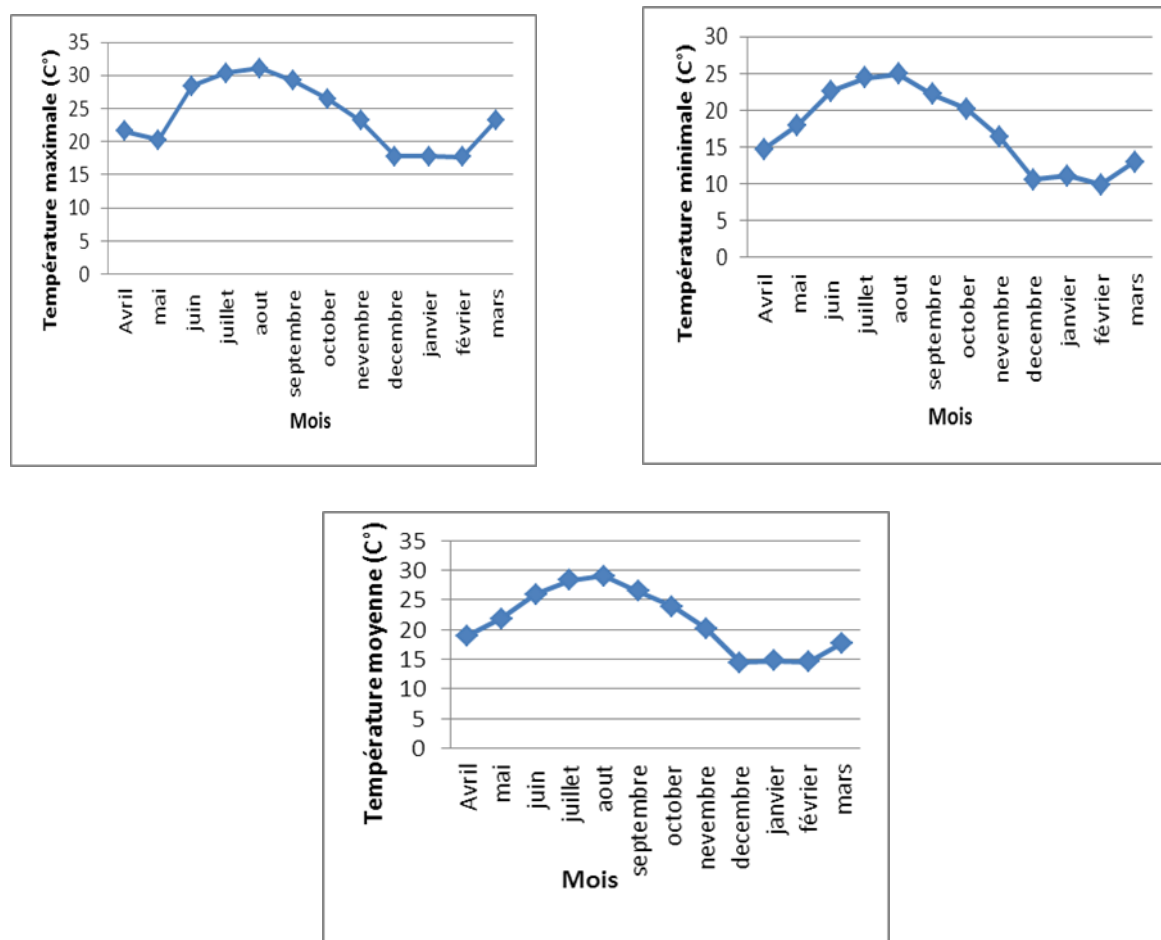 Température maximale (C°)
35
30
25
20
15
10
5
0
Avril
mai
juin
juillet
aout
septembre
october
nevembre
decembre
janvier
février
mars
Mois
Température minimale (C°)
30
25
20
15
10
5
0
Avril
mai
juin
juillet
aout
septembre
october
nevembre
decembre
janvier
février
mars
Mois
Température moyenne (C°)
35
30
25
20
15
10
5
0
Avril
mai
juin
juillet
aout
septembre
october
nevembre
decembre
janvier
février
mars
Mois